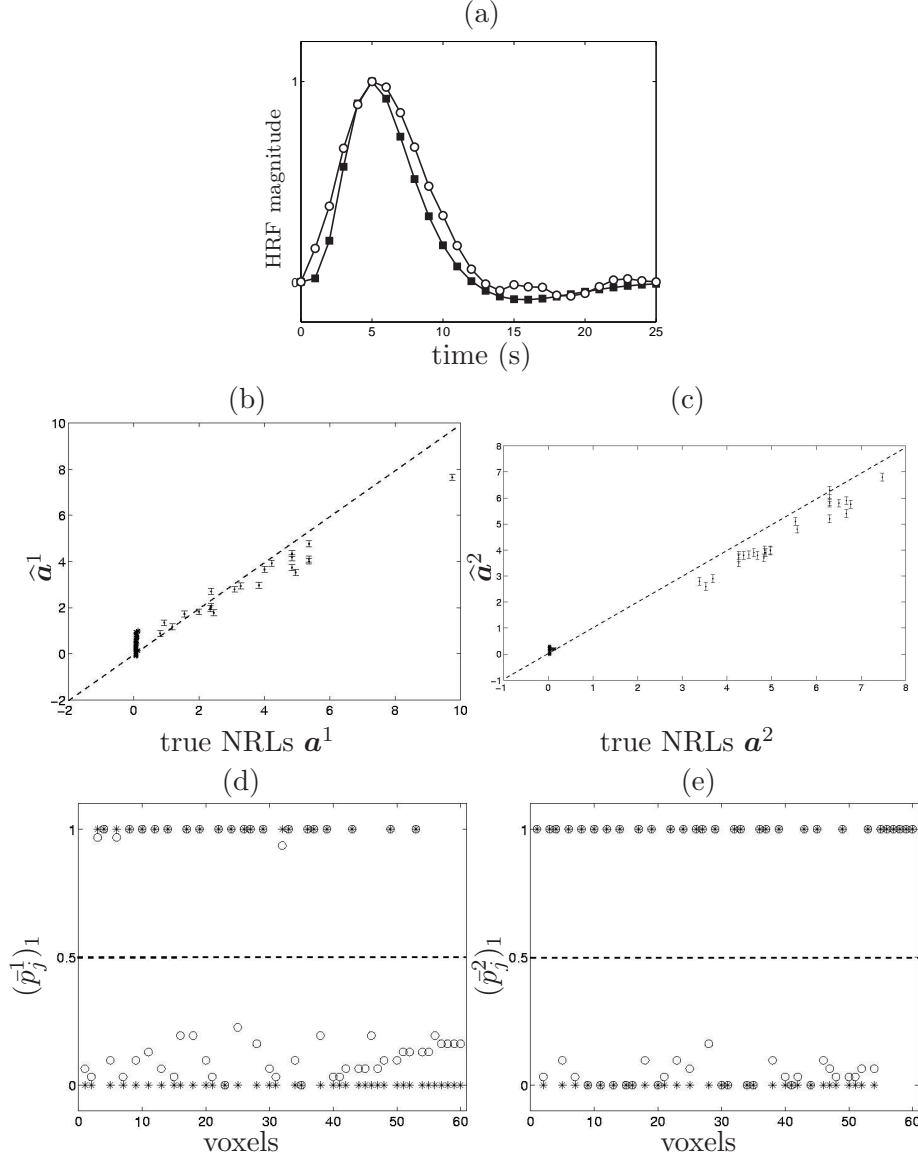 (a)
HRF magnitude
1
0
0 5 10 15 20 25
time (s)
(b)
(c)
â¹
10
8
6
4
2
0
−2
−2 0 2 4 6 8 10
true NRLs a¹
â²
8
7
6
5
4
3
2
1
0
−1
−1 0 1 2 3 4 5 6 7 8
true NRLs a²
(d)
(e)
(p̄¹ⱼ)₁
1
0.5
0
0 10 20 30 40 50 60
voxels
(p̄²ⱼ)₁
1
0.5
0
0 10 20 30 40 50 60
voxels